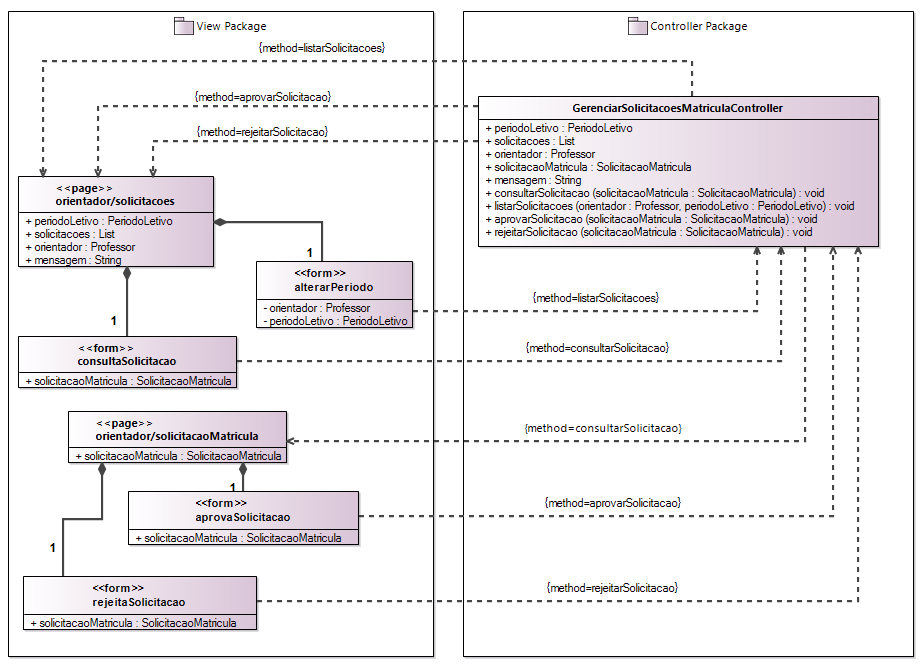 View Package
Controller Package
{method=listarSolicitacoes}
{method=aprovarSolicitacao}
{method=rejeitarSolicitacao}
GerenciarSolicitacoesMatriculaController
+ periodoLetivo : PeriodoLetivo
+ solicitacoes : List
+ orientador : Professor
+ solicitacaoMatricula : SolicitacaoMatricula
+ mensagem : String
+ consultarSolicitacao (solicitacaoMatricula : SolicitacaoMatricula) : void
+ listarSolicitacoes (orientador : Professor, periodoLetivo : PeriodoLetivo) : void
+ aprovarSolicitacao (solicitacaoMatricula : SolicitacaoMatricula) : void
+ rejeitarSolicitacao (solicitacaoMatricula : SolicitacaoMatricula) : void
<<page>>
orientador/solicitacoes
+ periodoLetivo : PeriodoLetivo
+ solicitacoes : List
+ orientador : Professor
+ mensagem : String
1
<<form>>
alterarPeriodo
- orientador : Professor
- periodoLetivo : PeriodoLetivo
{method=listarSolicitacoes}
1
<<form>>
consultaSolicitacao
+ solicitacaoMatricula : SolicitacaoMatricula
{method=consultarSolicitacao}
<<page>>
orientador/solicitacaoMatricula
+ solicitacaoMatricula : SolicitacaoMatricula
{method=consultarSolicitacao}
1
<<form>>
aprovaSolicitacao
+ solicitacaoMatricula : SolicitacaoMatricula
{method=aprovarSolicitacao}
1
<<form>>
rejeitaSolicitacao
+ solicitacaoMatricula : SolicitacaoMatricula
{method=rejeitarSolicitacao}